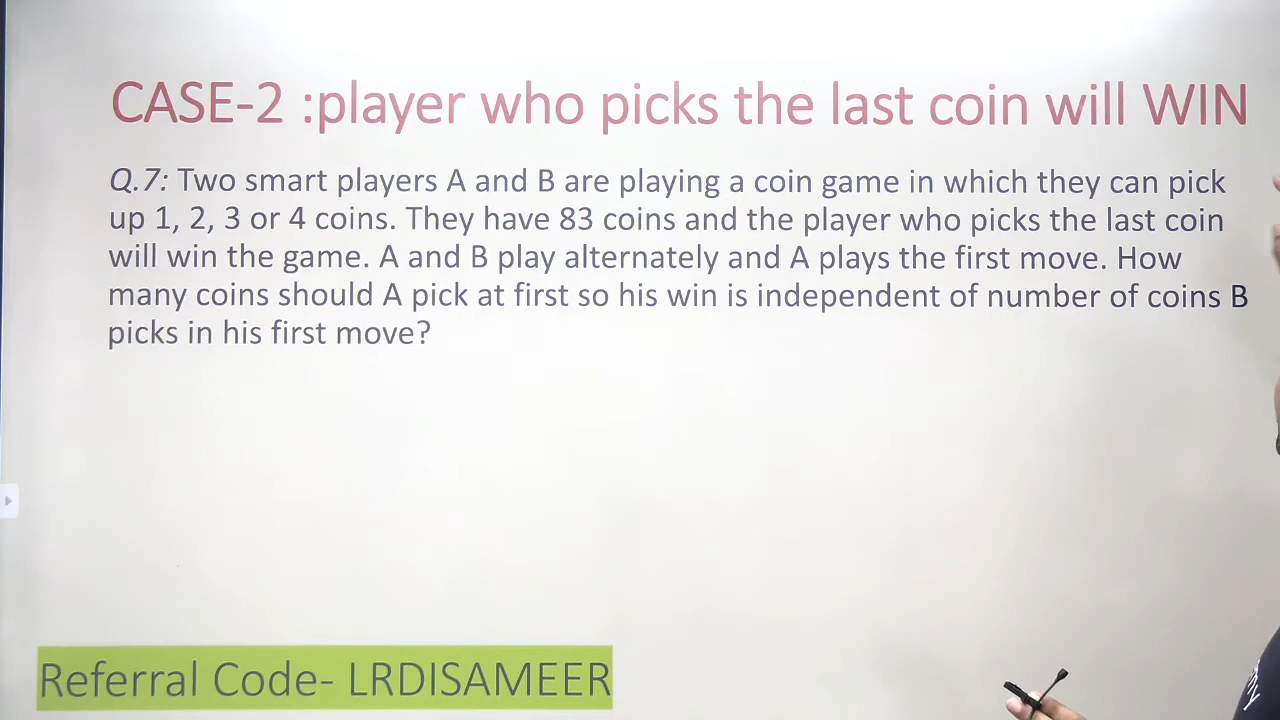 CASE-2 :player who picks the last coin will WIN
Q.7: Two smart players A and B are playing a coin game in which they can pick
up 1, 2, 3 or 4 coins. They have 83 coins and the player who picks the last coin
will win the game. A and B play alternately and A plays the first move. How
many coins should A pick at first so his win is independent of number of coins B
picks in his first move?
Referral Code- LRDISAMEER